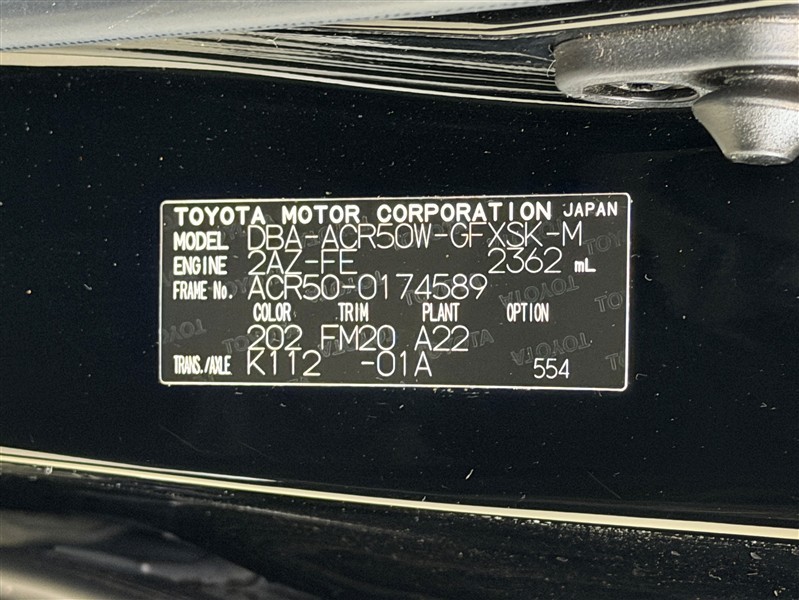 TOYOTA MOTOR CORPORATION JAPAN
MODEL DBA-ACR50W-GFXSK-M
ENGINE 2AZ-FE 2362 mL
FRAME No. ACR50-0174589
COLOR TRIM PLANT OPTION
202 FM20 A22
TRANS./AXLE K112 -01A 554